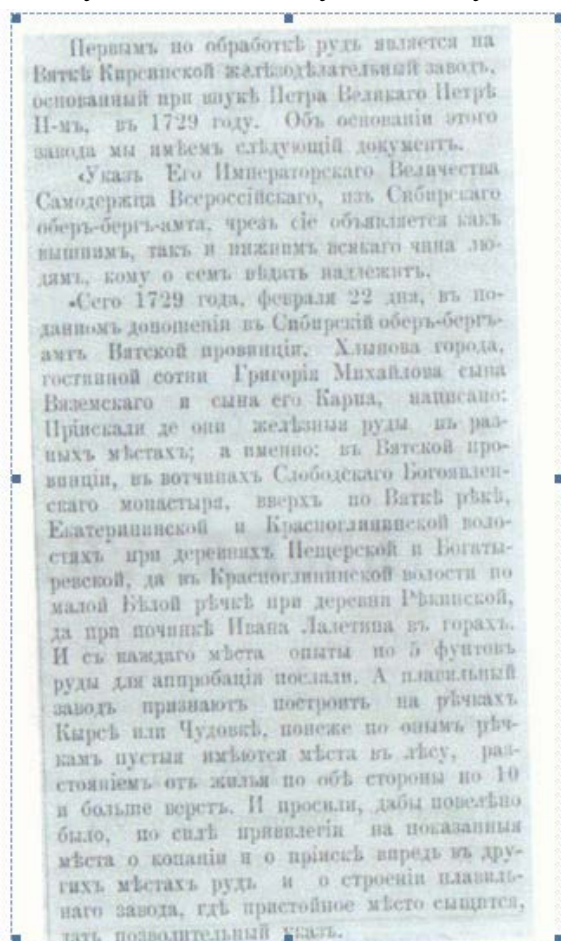 Первымъ по обработкѣ рудъ является на
Вяткѣ Кирсинской желѣзодѣлательный заводъ,
основанный при внукѣ Петра Великаго Петрѣ
II-мъ, въ 1729 году. Объ основаніи этого
завода мы имѣемъ слѣдующій документъ.
«Указъ Его Императорскаго Величества
Самодержца Всероссійскаго, изъ Сибирскаго
оберъ-бергъ-амта, чрезъ сіе объявляется какъ
вышнимъ, такъ и нижнимъ всякаго чина лю-
дямъ, кому о семъ вѣдать надлежитъ.
«Сего 1729 года, февраля 22 дня, въ по-
данномъ доношеніи въ Сибирскій оберъ-бергъ-
амтъ Вятской провинціи, Хлынова города,
гостинной сотни Григорія Михайлова сына
Вяземскаго и сына его Карпа, написано:
Пріискали де они желѣзныя руды въ раз-
ныхъ мѣстахъ; а именно: въ Вятской про-
винціи, въ вотчинахъ Слободскаго Богоявлен-
скаго монастыря, вверхъ по Вяткѣ рѣкѣ,
Екатерининской и Красноглининской воло-
стяхъ при деревняхъ Пещерской и Богаты-
ревской, да въ Красноглининской волости по
малой Бѣлой рѣчкѣ при деревни Рѣкинской,
да при починкѣ Ивана Лалетина въ горахъ.
И съ каждаго мѣста опыты по 5 фунтовъ
руды для аппробаціи послали. А плавильный
заводъ признаютъ построить на рѣчкахъ
Кырсѣ или Чудовкѣ, понеже по онымъ рѣч-
камъ пустыя имѣются мѣста въ лѣсу, раз-
стояніемъ отъ жилья по обѣ стороны по 10
и больше верстъ. И просили, дабы повелѣно
было, по силѣ привилегіи на показанныя
мѣста о копаніи и о пріискѣ впредь въ дру-
гихъ мѣстахъ рудъ и о строеніи плавиль-
наго завода, гдѣ пристойное мѣсто сыщится,
дать позволительный указъ.